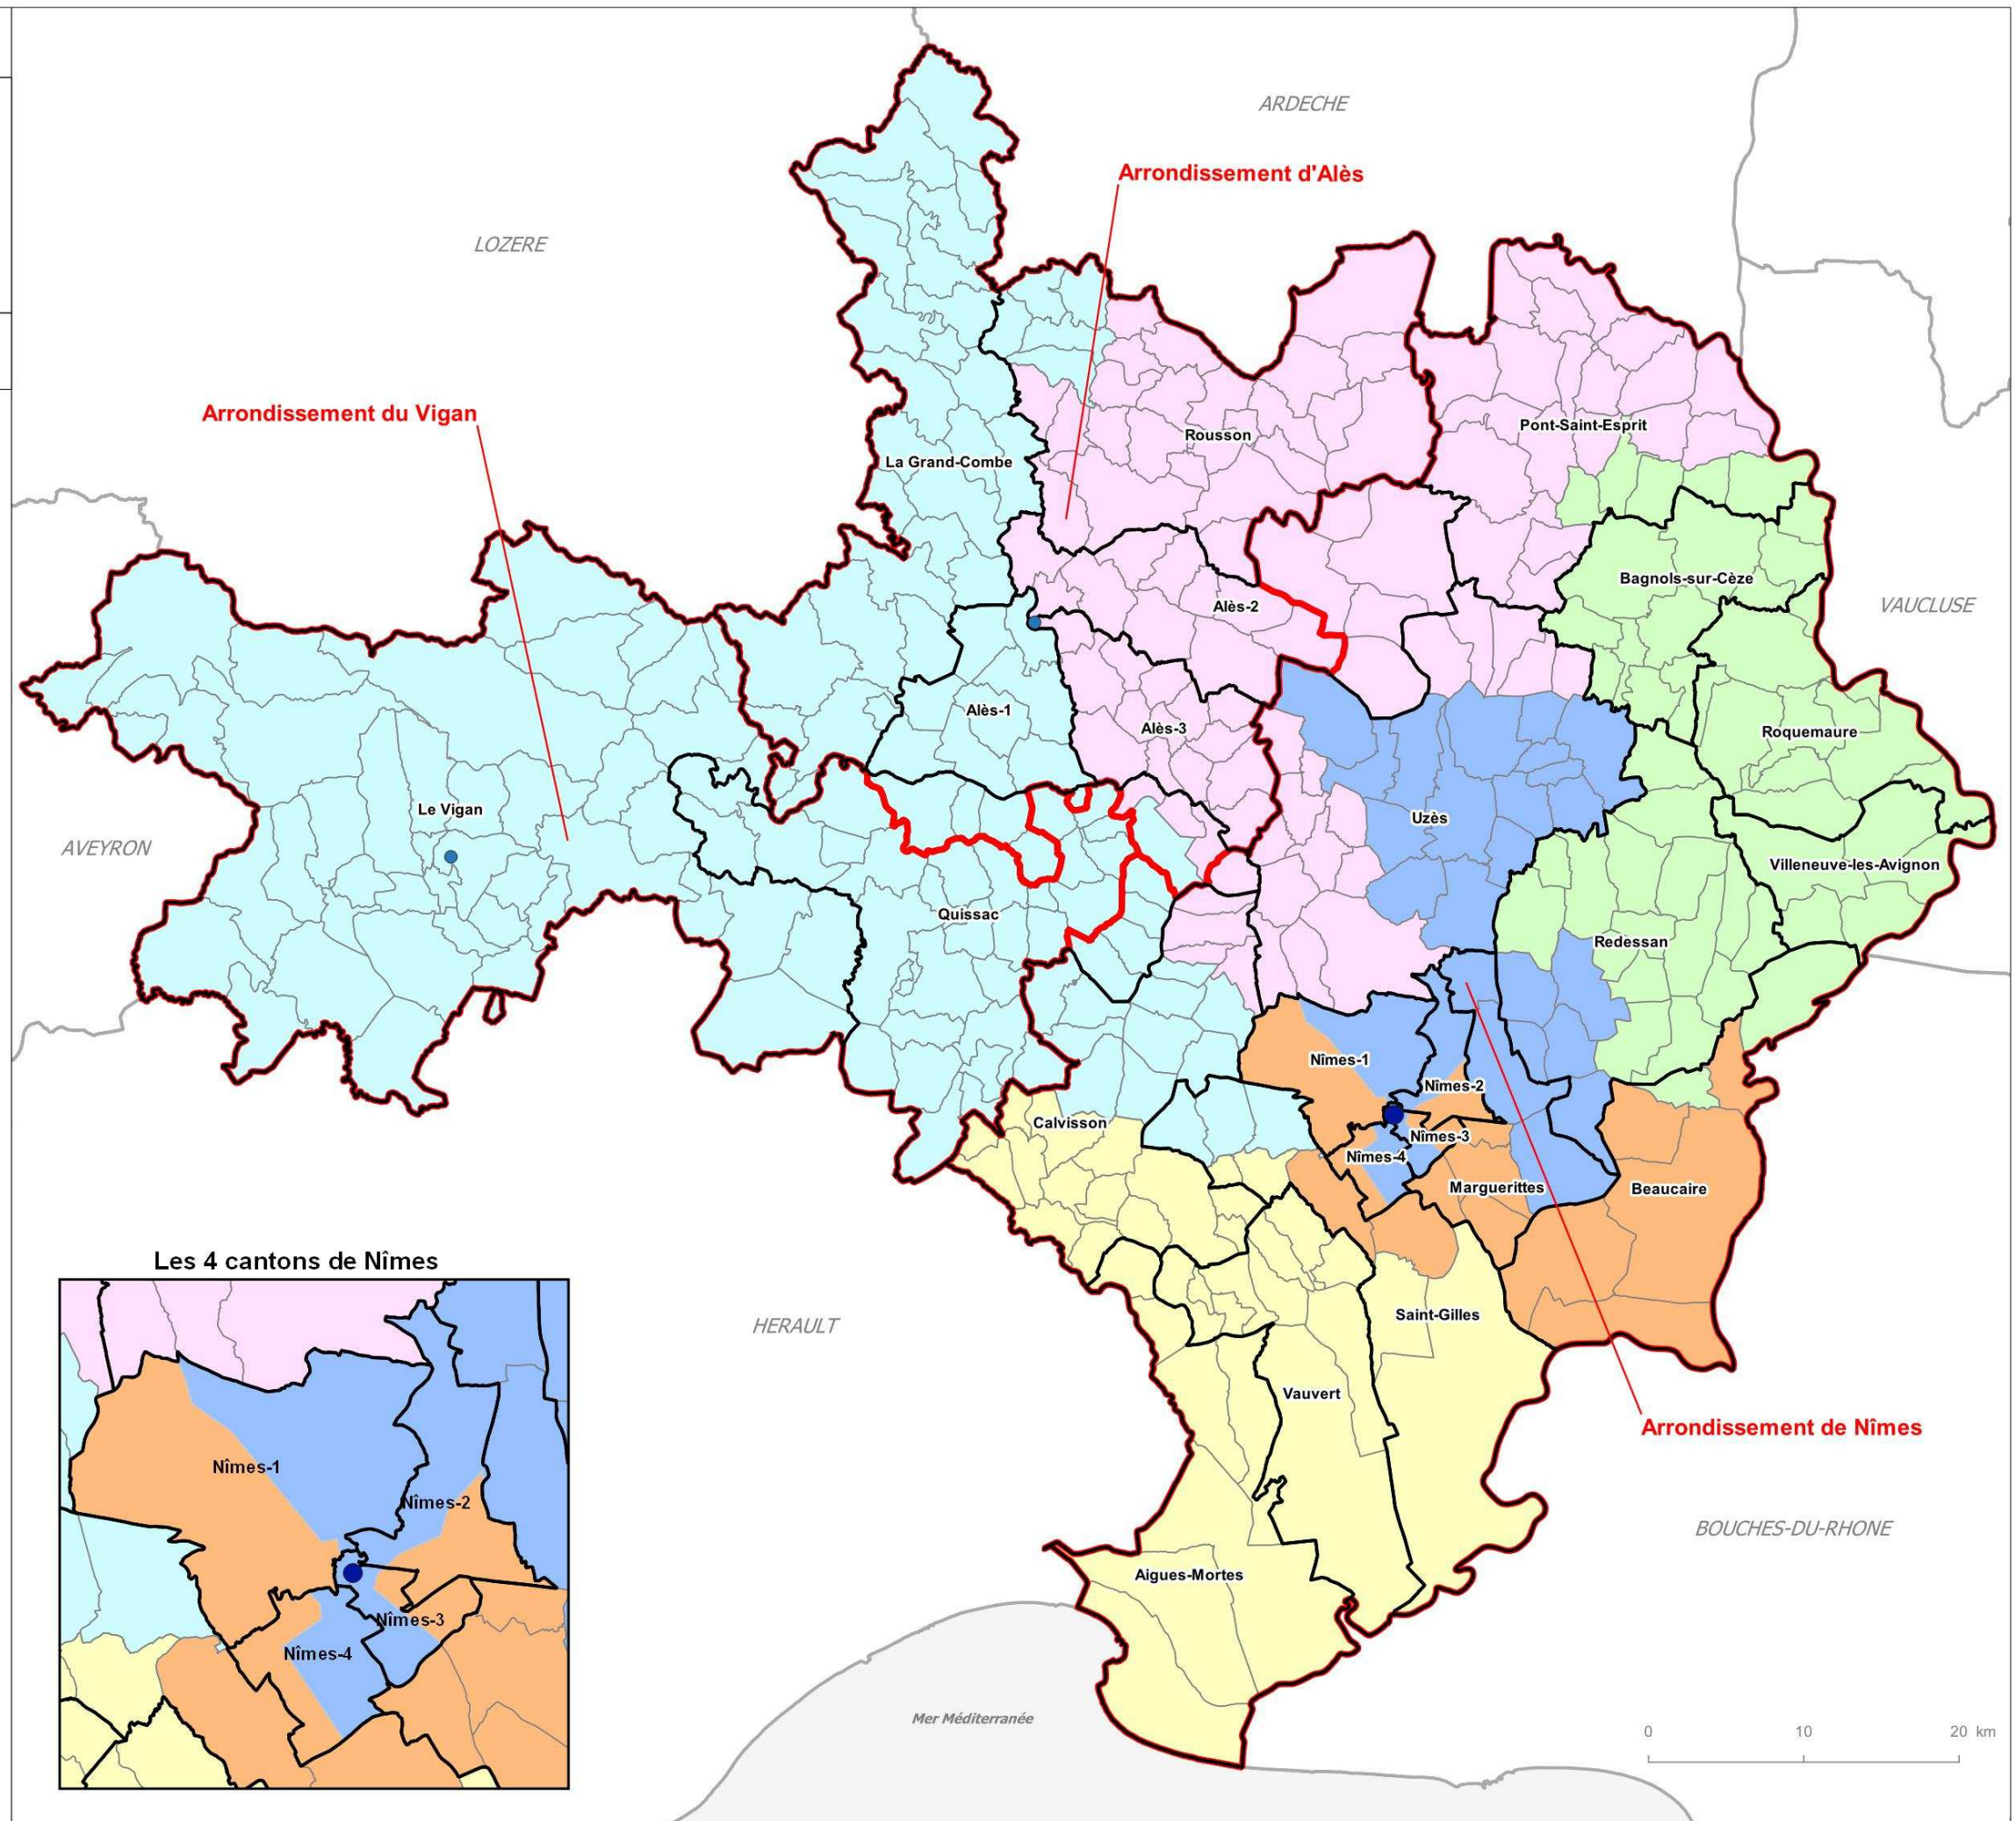 ARDECHE
Arrondissement d'Alès
LOZERE
Arrondissement du Vigan
Pont-Saint-Esprit
Rousson
La Grand-Combe
Bagnols-sur-Cèze
VAUCLUSE
Alès-2
Alès-1
Alès-3
Roquemaure
Le Vigan
Uzès
AVEYRON
Villeneuve-les-Avignon
Quissac
Redessan
Nîmes-1
Nîmes-2
Calvisson
Nîmes-3
Nîmes-4
Marguerittes
Beaucaire
Les 4 cantons de Nîmes
HERAULT
Saint-Gilles
Vauvert
Arrondissement de Nîmes
Nîmes-1
Nîmes-2
BOUCHES-DU-RHONE
Aigues-Mortes
Nîmes-3
Nîmes-4
Mer Méditerranée
0 10 20 km